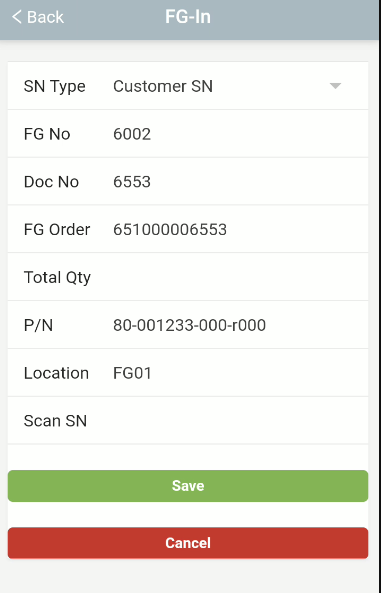 Back FG-In
SN Type Customer SN
FG No 6002
Doc No 6553
FG Order 651000006553
Total Qty
P/N 80-001233-000-r000
Location FG01
Scan SN
Save
Cancel